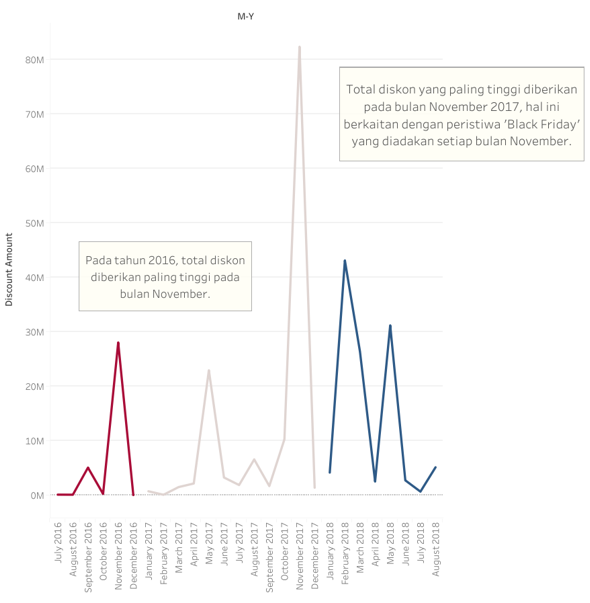 M-Y
80M
Total diskon yang paling tinggi diberikan
pada bulan November 2017, hal ini
berkaitan dengan peristiwa 'Black Friday'
yang diadakan setiap bulan November.
70M
60M
50M
Pada tahun 2016, total diskon
diberikan paling tinggi pada
bulan November.
40M
30M
20M
10M
0M
Discount Amount
July 2016
August 2016
September 2016
October 2016
November 2016
December 2016
January 2017
February 2017
March 2017
April 2017
May 2017
June 2017
July 2017
August 2017
September 2017
October 2017
November 2017
December 2017
January 2018
February 2018
March 2018
April 2018
May 2018
June 2018
July 2018
August 2018